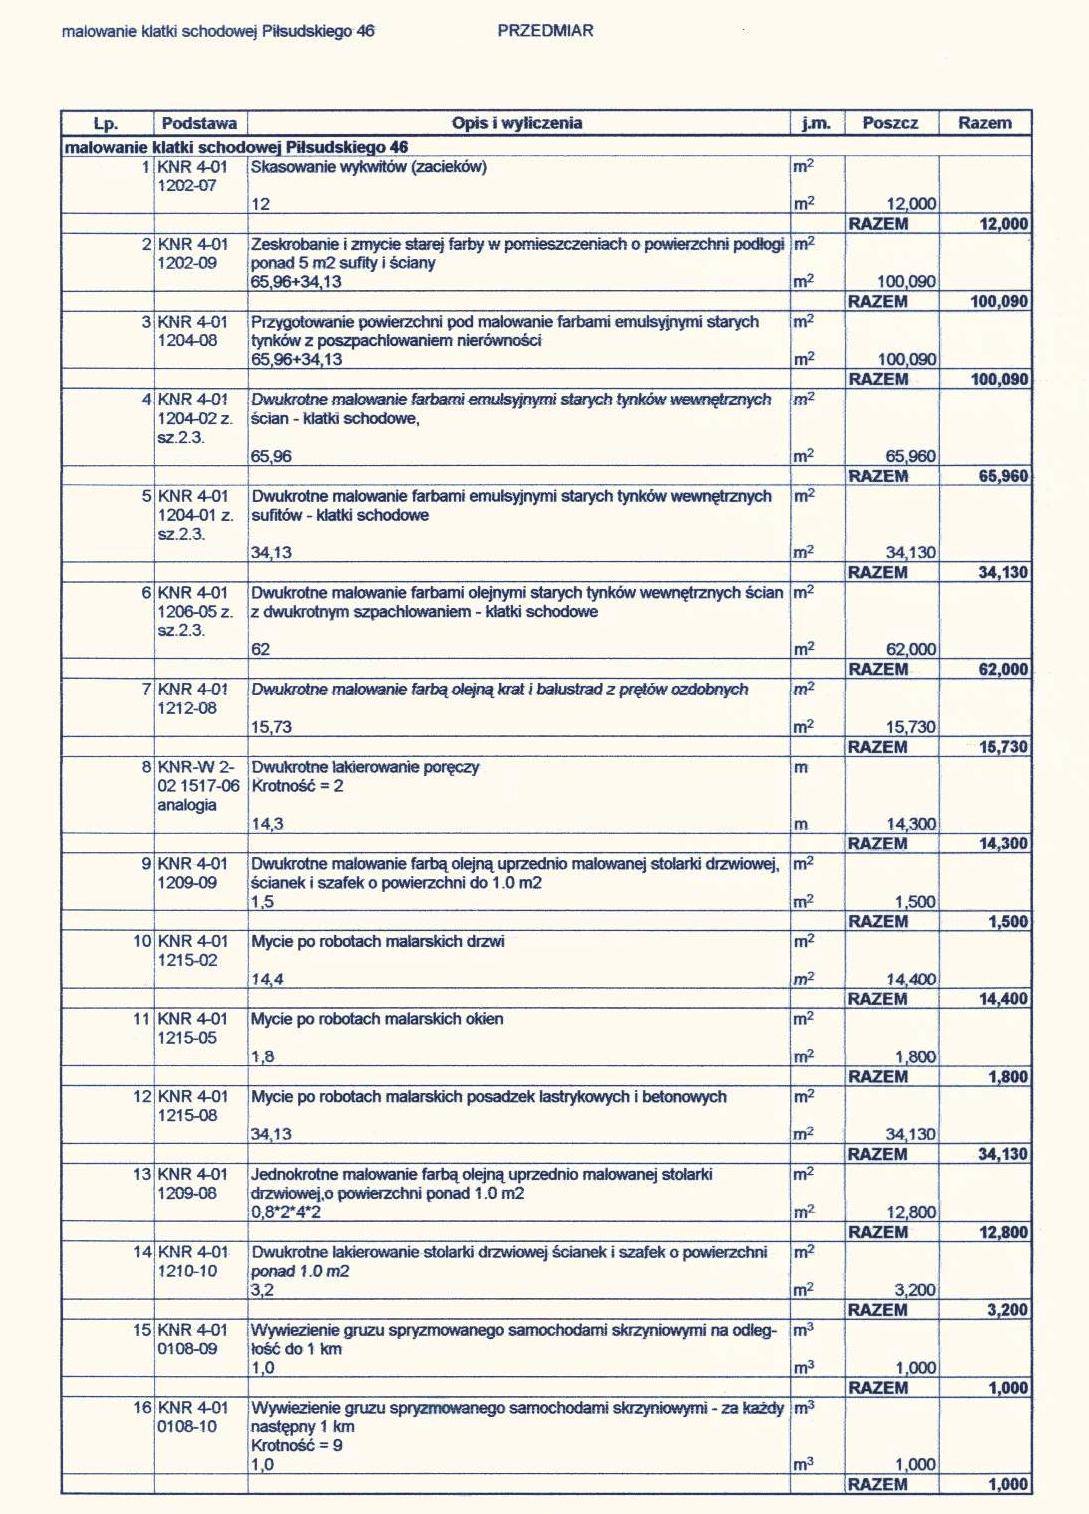 malowanie klatki schodowej Piłsudskiego 46 PRZEDMIAR
Lp. Podstawa Opis i wyliczenia j.m. Poszcz Razem
malowanie klatki schodowej Piłsudskiego 46
1 KNR 4-01 Skasowanie wykwitów (zacieków) m²
1202-07
12 m² 12,000
RAZEM 12,000
2 KNR 4-01 Zeskrobanie i zmycie starej farby w pomieszczeniach o powierzchni podłogi m²
1202-09 ponad 5 m2 sufity i ściany
65,96+34,13 m² 100,090
RAZEM 100,090
3 KNR 4-01 Przygotowanie powierzchni pod malowanie farbami emulsyjnymi starych m²
1204-08 tynków z poszpachlowaniem nierówności
65,96+34,13 m² 100,090
RAZEM 100,090
4 KNR 4-01 Dwukrotne malowanie farbami emulsyjnymi starych tynków wewnętrznych m²
1204-02 z. ścian - klatki schodowe,
sz.2.3.
65,96 m² 65,960
RAZEM 65,960
5 KNR 4-01 Dwukrotne malowanie farbami emulsyjnymi starych tynków wewnętrznych m²
1204-01 z. sufitów - klatki schodowe
sz.2.3.
34,13 m² 34,130
RAZEM 34,130
6 KNR 4-01 Dwukrotne malowanie farbami olejnymi starych tynków wewnętrznych ścian m²
1206-05 z. z dwukrotnym szpachlowaniem - klatki schodowe
sz.2.3.
62 m² 62,000
RAZEM 62,000
7 KNR 4-01 Dwukrotne malowanie farbą olejną krat i balustrad z prętów ozdobnych m²
1212-08
15,73 m² 15,730
RAZEM 15,730
8 KNR-W 2- Dwukrotne lakierowanie poręczy m
02 1517-06 Krotność = 2
analogia
14,3 m 14,300
RAZEM 14,300
9 KNR 4-01 Dwukrotne malowanie farbą olejną uprzednio malowanej stolarki drzwiowej, m²
1209-09 ścianek i szafek o powierzchni do 1.0 m2
1,5 m² 1,500
RAZEM 1,500
10 KNR 4-01 Mycie po robotach malarskich drzwi m²
1215-02
14,4 m² 14,400
RAZEM 14,400
11 KNR 4-01 Mycie po robotach malarskich okien m²
1215-05
1,8 m² 1,800
RAZEM 1,800
12 KNR 4-01 Mycie po robotach malarskich posadzek lastrykowych i betonowych m²
1215-08
34,13 m² 34,130
RAZEM 34,130
13 KNR 4-01 Jednokrotne malowanie farbą olejną uprzednio malowanej stolarki m²
1209-08 drzwiowej,o powierzchni ponad 1.0 m2
0,8*2*4*2 m² 12,800
RAZEM 12,800
14 KNR 4-01 Dwukrotne lakierowanie stolarki drzwiowej ścianek i szafek o powierzchni m²
1210-10 ponad 1.0 m2
3,2 m² 3,200
RAZEM 3,200
15 KNR 4-01 Wywiezienie gruzu spryzmowanego samochodami skrzyniowymi na odleg- m³
0108-09 łość do 1 km
1,0 m³ 1,000
RAZEM 1,000
16 KNR 4-01 Wywiezienie gruzu spryzmowanego samochodami skrzyniowymi - za każdy m³
0108-10 następny 1 km
Krotność = 9
1,0 m³ 1,000
RAZEM 1,000